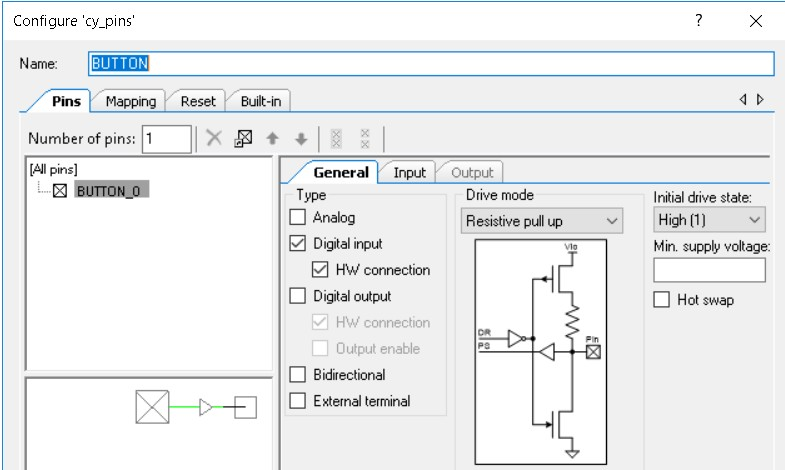 Configure 'cy_pins'
?
Name: BUTTON
Pins Mapping Reset Built-in
Number of pins: 1
[All pins]
BUTTON_0
General Input Output
Type
Analog
Digital input
HW connection
Digital output
HW connection
Output enable
Bidirectional
External terminal
Drive mode
Resistive pull up
Vio
DR
PS
Pin
Initial drive state:
High (1)
Min. supply voltage:
Hot swap